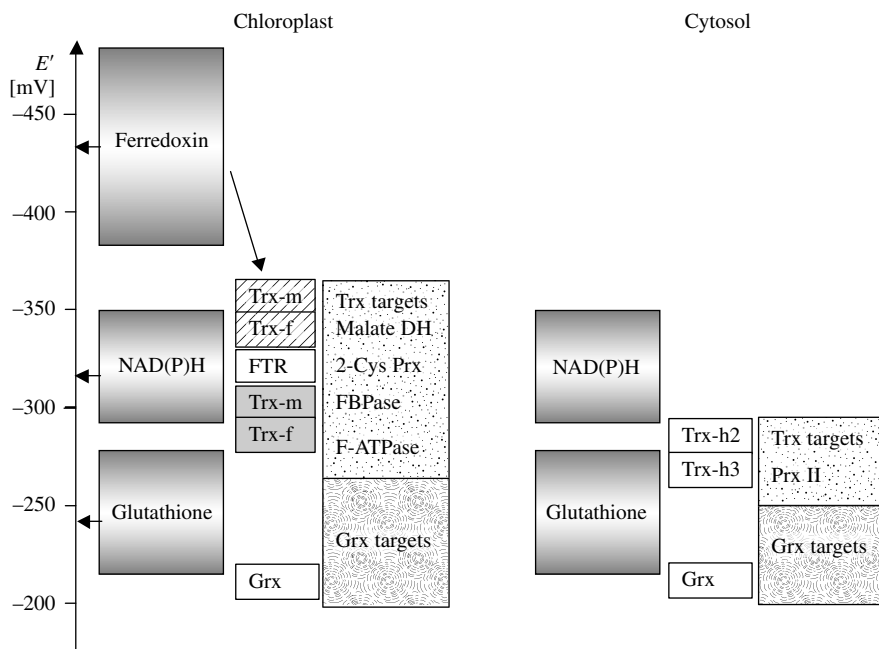 Chloroplast
Cytosol
E′
[mV]
–450
–400
–350
–300
–250
–200
Ferredoxin
NAD(P)H
Glutathione
Trx-m
Trx-f
FTR
Trx-m
Trx-f
Grx
Trx targets
Malate DH
2-Cys Prx
FBPase
F-ATPase
Grx targets
NAD(P)H
Glutathione
Trx-h2
Trx-h3
Grx
Trx targets
Prx II
Grx targets